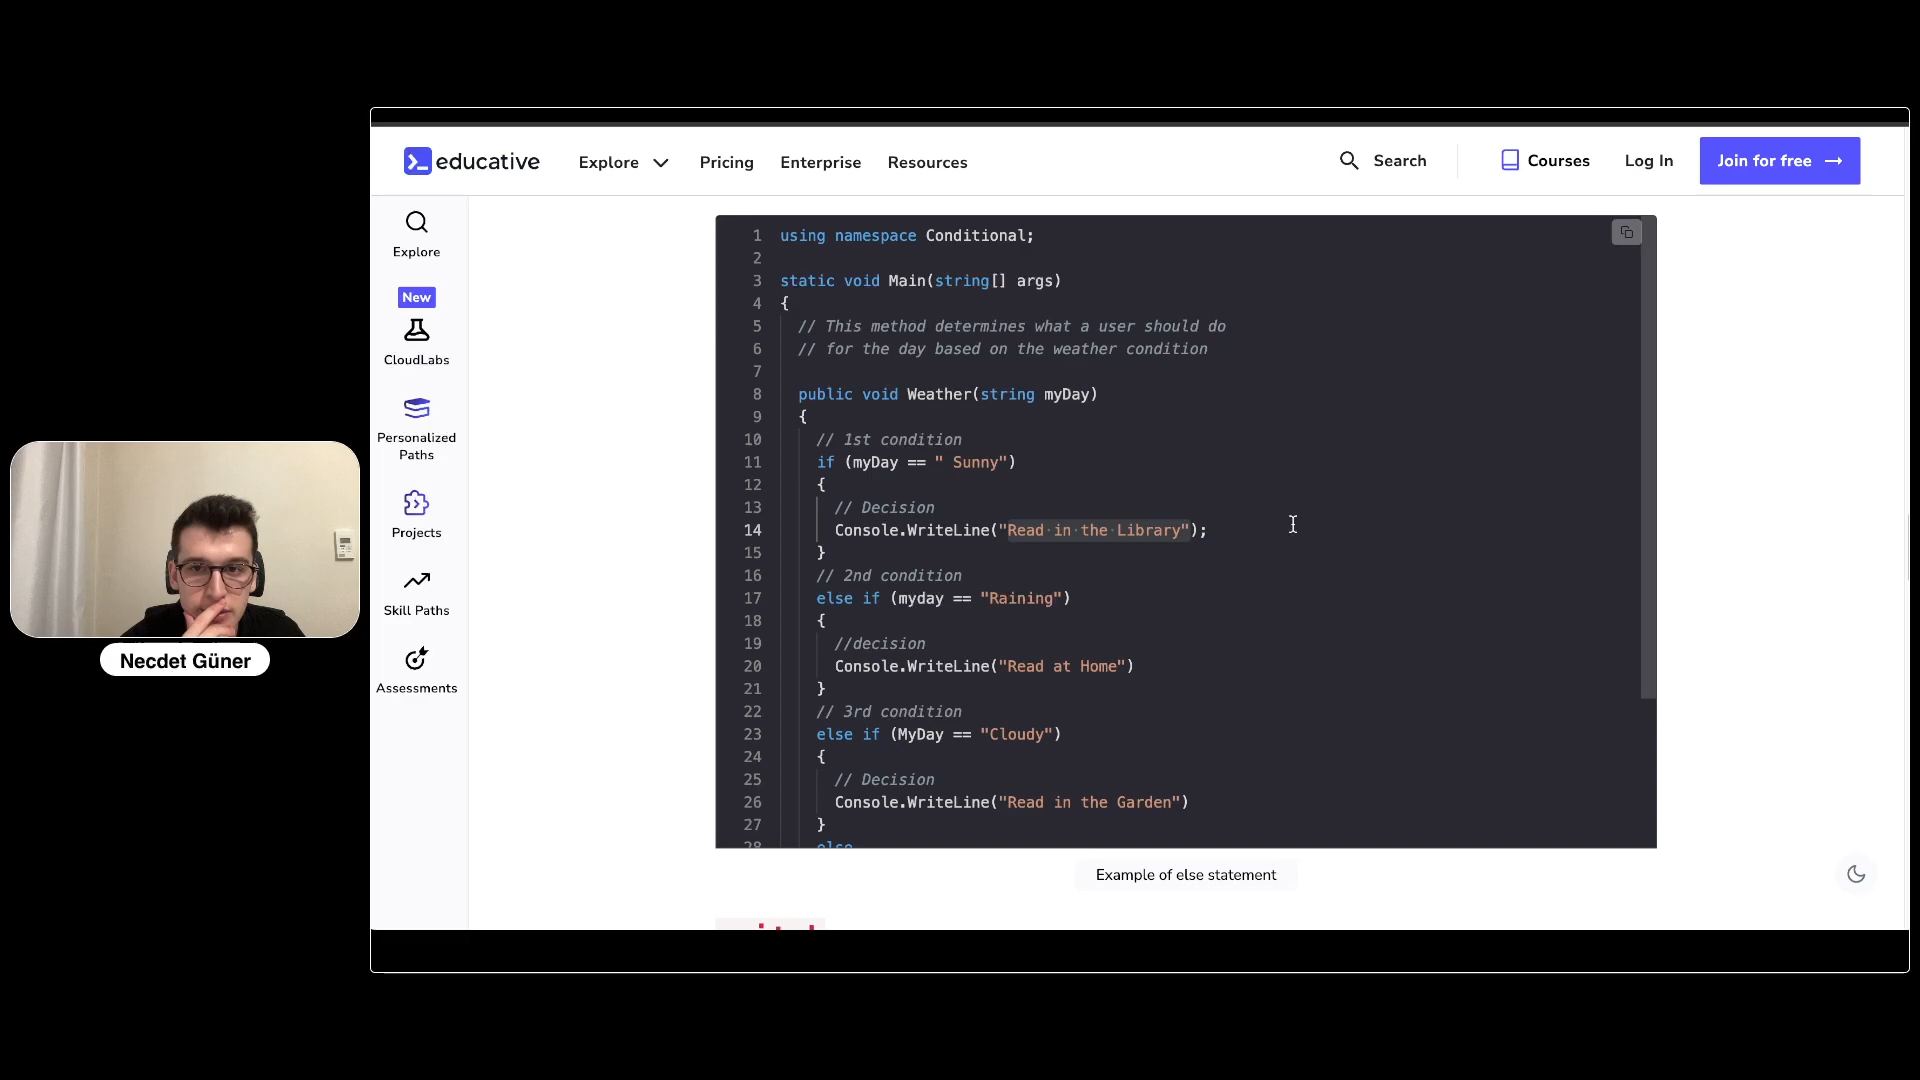 educative
Explore
Pricing
Enterprise
Resources
Search
Courses
Log In
Join for free
Explore
New
CloudLabs
Personalized
Paths
Projects
Skill Paths
Assessments
1 using namespace Conditional;
2
3 static void Main(string[] args)
4 {
5 // This method determines what a user should do
6 // for the day based on the weather condition
7
8 public void Weather(string myDay)
9 {
10 // 1st condition
11 if (myDay == " Sunny")
12 {
13 // Decision
14 Console.WriteLine("Read in the Library");
15 }
16 // 2nd condition
17 else if (myday == "Raining")
18 {
19 //decision
20 Console.WriteLine("Read at Home")
21 }
22 // 3rd condition
23 else if (MyDay == "Cloudy")
24 {
25 // Decision
26 Console.WriteLine("Read in the Garden")
27 }
28 else
Example of else statement
Necdet Güner